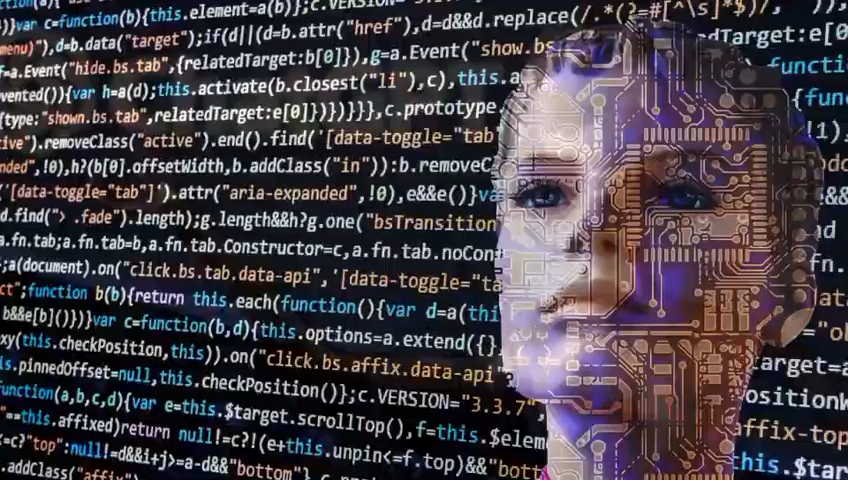 )}var c=function(b){this.element=a(b)};c.VERSION=
menu)"),d=b.data("target");if(d||(d=b.attr("href"),d=d&&d.replace(/.*(?=#[^\s]*$)/,
f=a.Event("hide.bs.tab",{relatedTarget:b[0]}),g=a.Event("show.bs
vented()){var h=a(d);this.activate(b.closest("li"),c),this.a
{type:"shown.bs.tab",relatedTarget:e[0]})})}}},c.prototype.
tive").removeClass("active").end().find('[data-toggle="tab
nded",!0),h?(b[0].offsetWidth,b.addClass("in")):b.removeC
('[data-toggle="tab"]').attr("aria-expanded",!0),e&&e()}va
d.find("> .fade").length);g.length&&h?g.one("bsTransition
a.fn.tab;a.fn.tab=b,a.fn.tab.Constructor=c,a.fn.tab.noCon
;a(document).on("click.bs.tab.data-api",'[data-toggle="ta
ct";function b(b){return this.each(function(){var d=a(th
b&&e[b]()})}var c=function(b,d){this.options=a.extend({},
xy(this.checkPosition,this)).on("click.bs.affix.data-api"
s.pinnedOffset=null,this.checkPosition()};c.VERSION="3.3.7",
function(a,b,c,d){var e=this.$target.scrollTop(),f=this.$elem
"==this.affixed)return null!=c?!(e+this.unpin<=f.top)&&"bott
<=c?"top":null!=d&&i+j>=a-d&&"bottom"}
.addClass("affix")